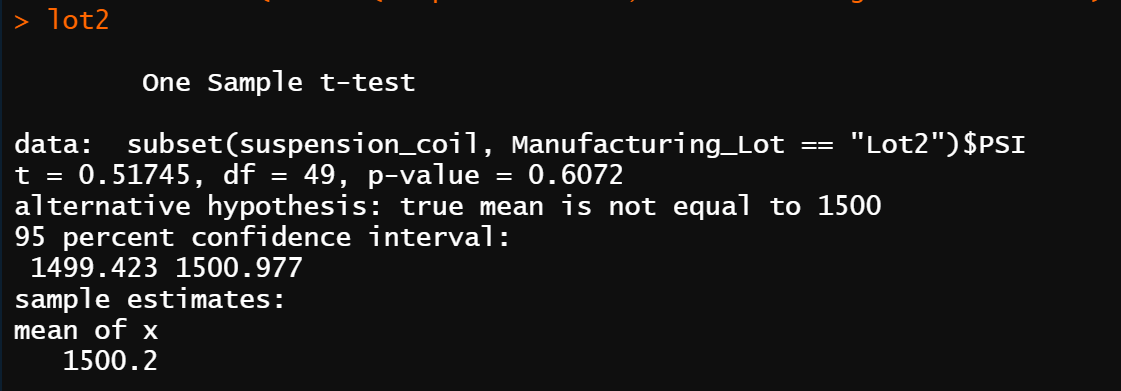 > lot2
One Sample t-test
data:  subset(suspension_coil, Manufacturing_Lot == "Lot2")$PSI
t = 0.51745, df = 49, p-value = 0.6072
alternative hypothesis: true mean is not equal to 1500
95 percent confidence interval:
 1499.423 1500.977
sample estimates:
mean of x
   1500.2